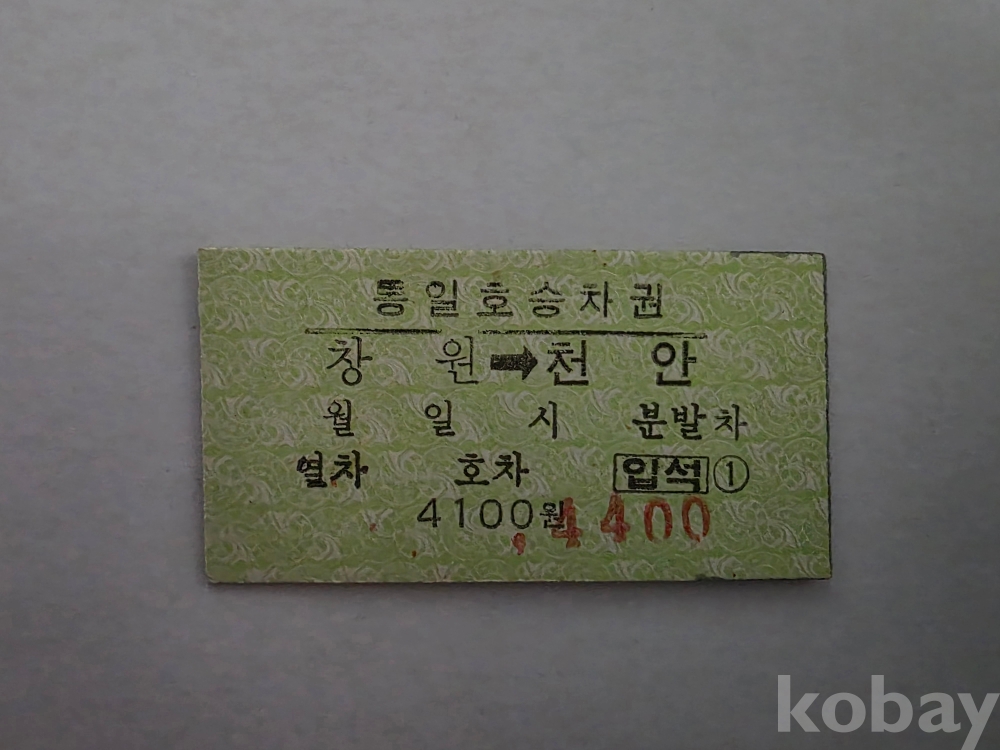 통일호승차권
창 원 ➡ 천 안
월 일 시 분발차
열차 호차 입석 ①
4100원 4400
kobay